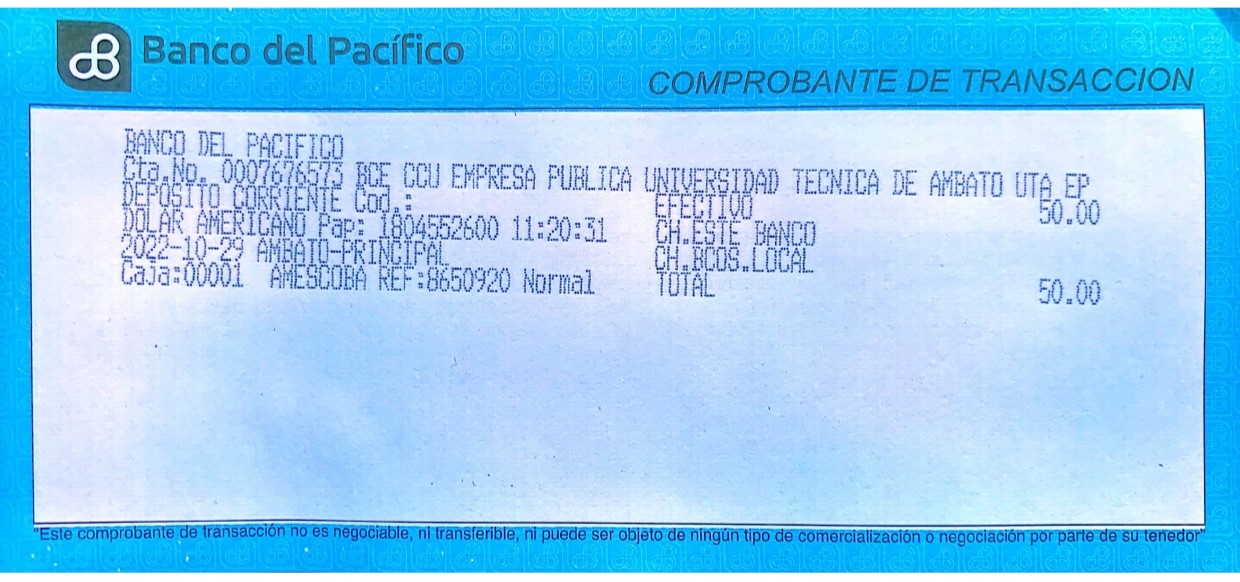 Banco del Pacífico
COMPROBANTE DE TRANSACCION
BANCO DEL PACIFICO
Cta.No. 0007676573 BCE CCU EMPRESA PUBLICA UNIVERSIDAD TECNICA DE AMBATO UTA EP
DEPOSITO CORRIENTE Cod.: EFECTIVO 50.00
DOLAR AMERICANO Pap: 1804552600 11:20:31 CH.ESTE BANCO
2022-10-29 AMBATO-PRINCIPAL CH.BCOS.LOCAL
Caja:00001 AMESCOBA REF:8650920 Normal TOTAL 50.00
"Este comprobante de transacción no es negociable, ni transferible, ni puede ser objeto de ningún tipo de comercialización o negociación por parte de su tenedor"